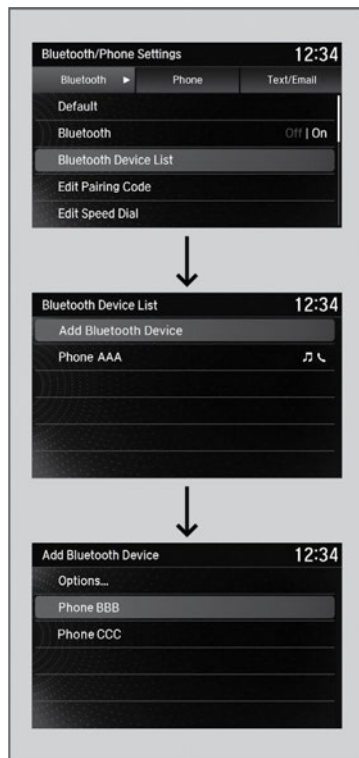 Bluetooth/Phone Settings 12:34
Bluetooth ► Phone Text/Email
Default
Bluetooth Off | On
Bluetooth Device List
Edit Pairing Code
Edit Speed Dial
Bluetooth Device List 12:34
Add Bluetooth Device
Phone AAA
Add Bluetooth Device 12:34
Options...
Phone BBB
Phone CCC